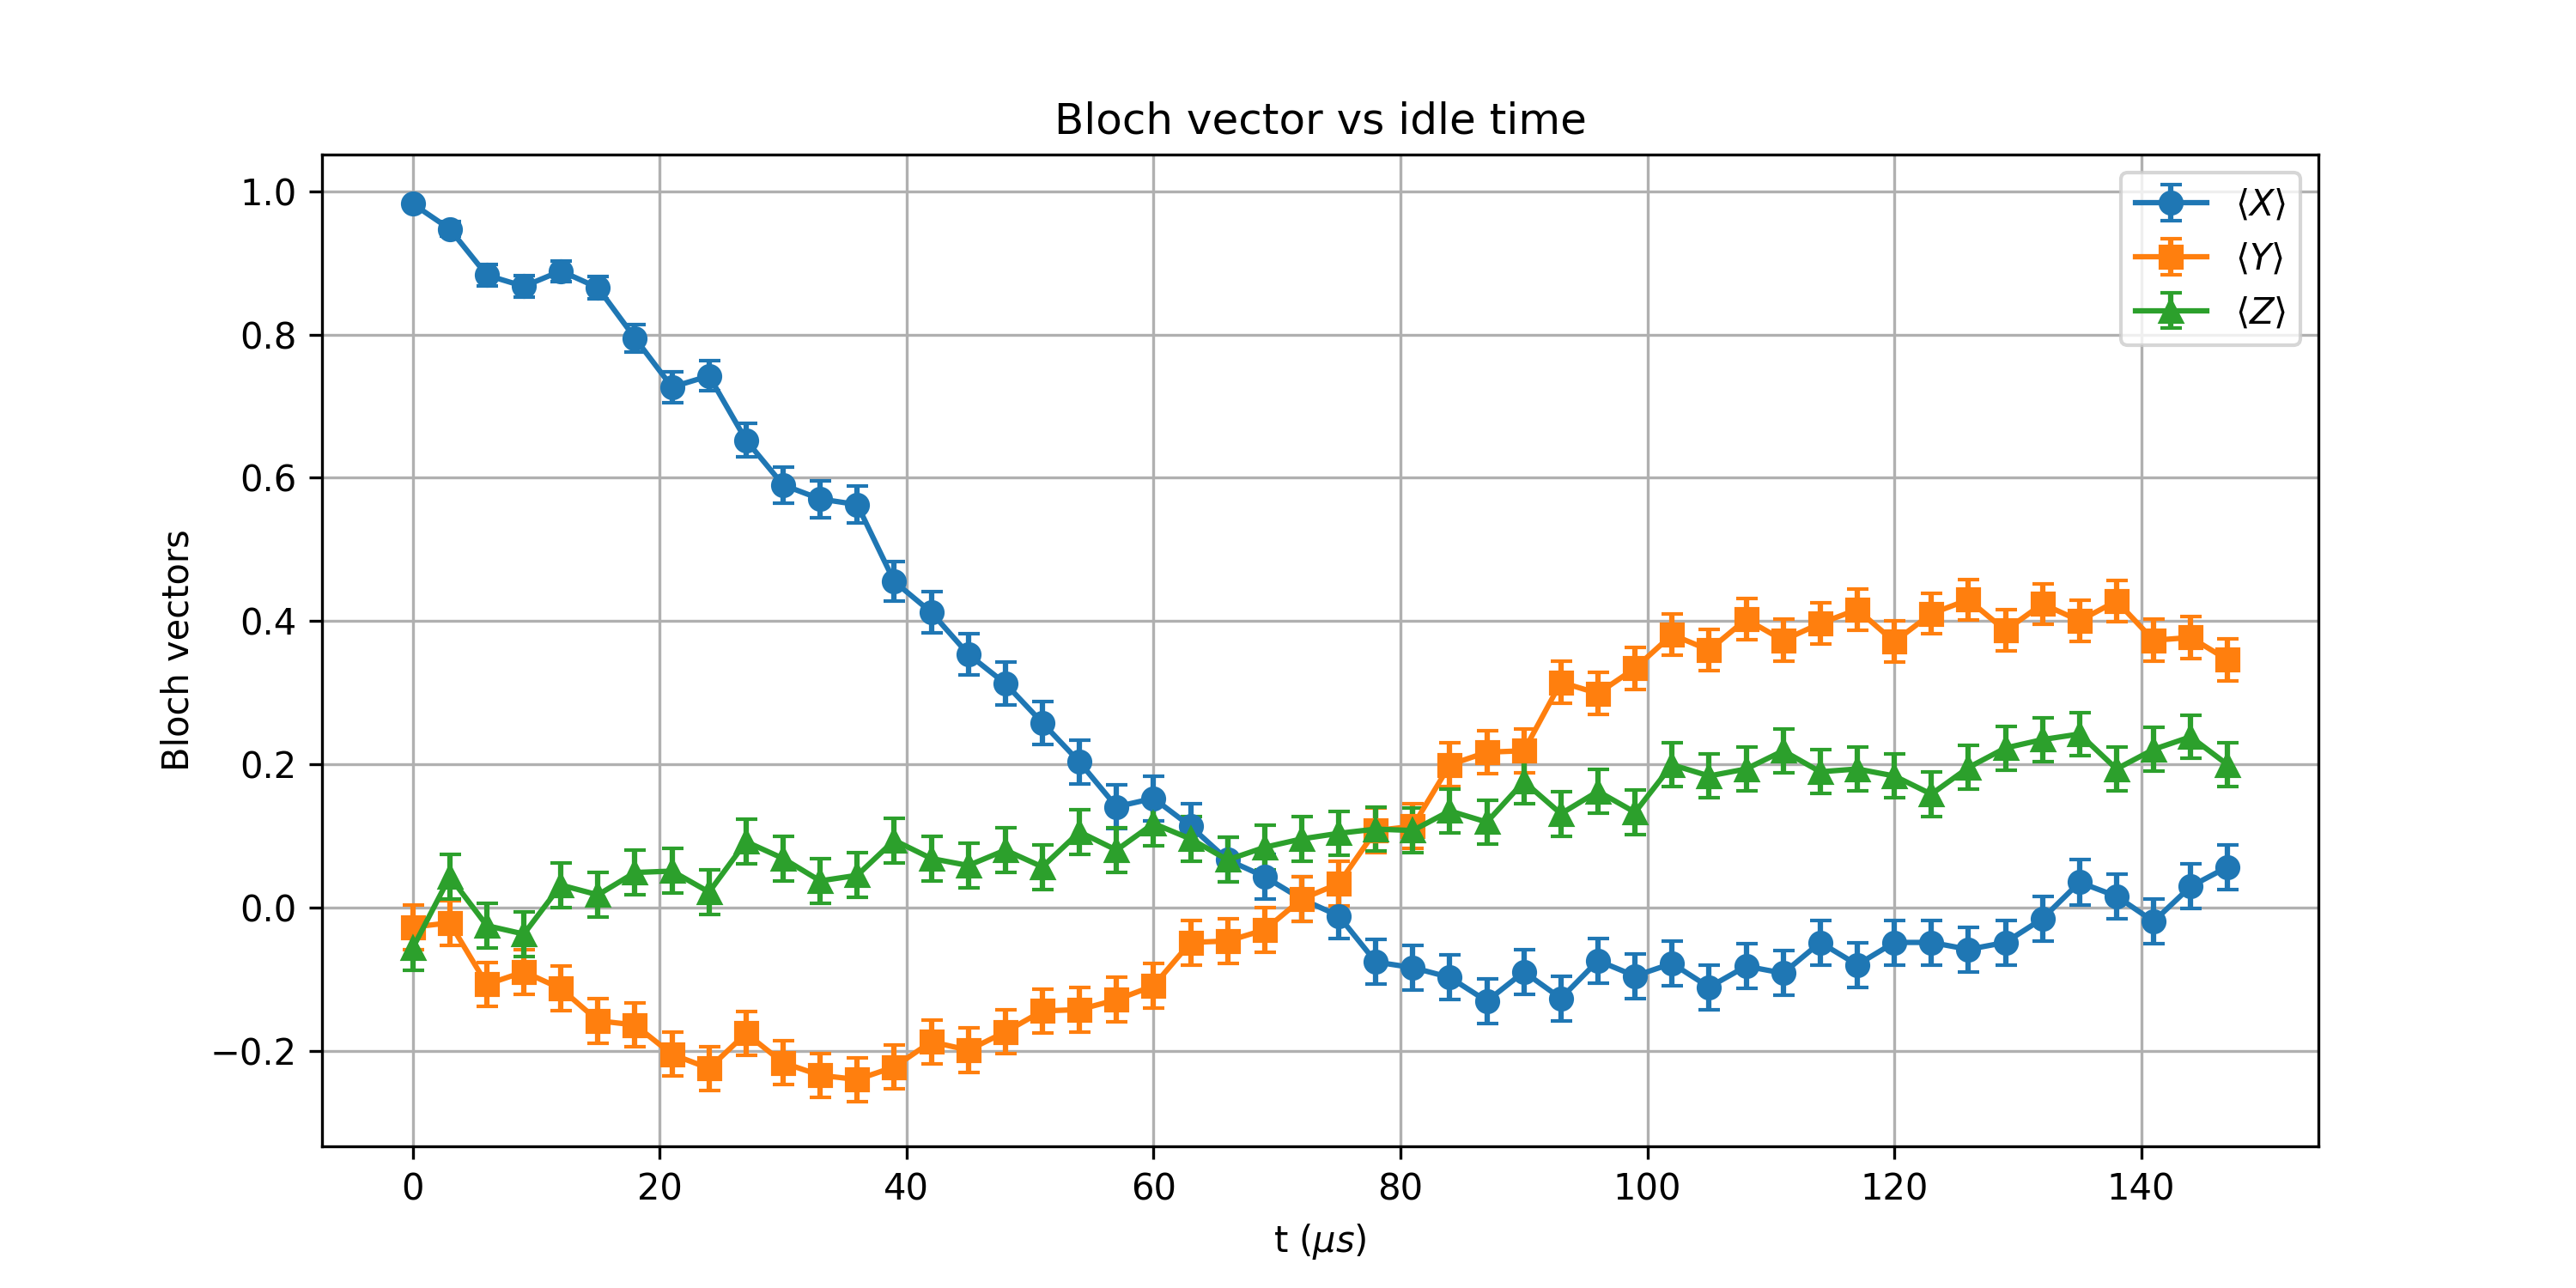 Bloch vector vs idle time
1.0
0.8
0.6
0.4
0.2
0.0
−0.2
Bloch vectors
⟨X⟩
⟨Y⟩
⟨Z⟩
0 20 40 60 80 100 120 140
t (μs)